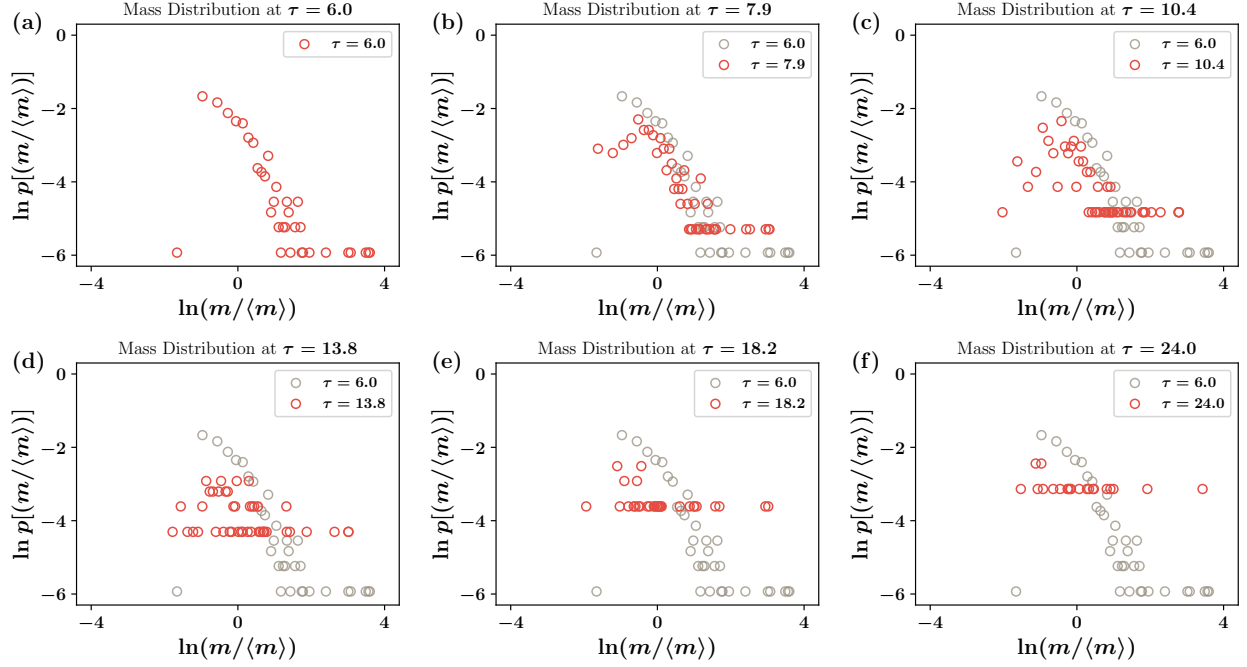 (a) Mass Distribution at τ = 6.0
ln p[(m/⟨m⟩)]
0
−2
−4
−6
τ = 6.0
−4 0 4
ln(m/⟨m⟩)
(b) Mass Distribution at τ = 7.9
ln p[(m/⟨m⟩)]
0
−2
−4
−6
τ = 6.0
τ = 7.9
−4 0 4
ln(m/⟨m⟩)
(c) Mass Distribution at τ = 10.4
ln p[(m/⟨m⟩)]
0
−2
−4
−6
τ = 6.0
τ = 10.4
−4 0 4
ln(m/⟨m⟩)
(d) Mass Distribution at τ = 13.8
ln p[(m/⟨m⟩)]
0
−2
−4
−6
τ = 6.0
τ = 13.8
−4 0 4
ln(m/⟨m⟩)
(e) Mass Distribution at τ = 18.2
ln p[(m/⟨m⟩)]
0
−2
−4
−6
τ = 6.0
τ = 18.2
−4 0 4
ln(m/⟨m⟩)
(f) Mass Distribution at τ = 24.0
ln p[(m/⟨m⟩)]
0
−2
−4
−6
τ = 6.0
τ = 24.0
−4 0 4
ln(m/⟨m⟩)